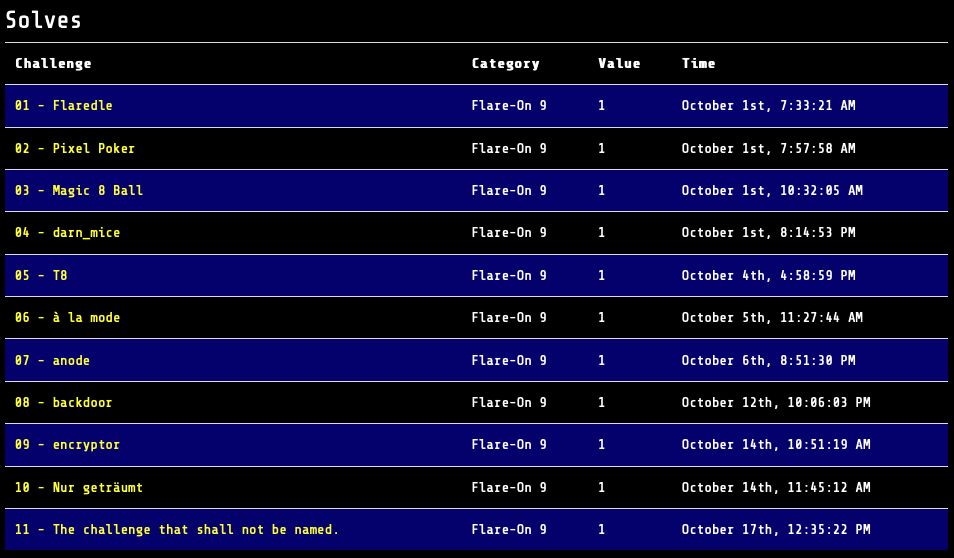 Solves
Challenge Category Value Time
01 - Flaredle Flare-On 9 1 October 1st, 7:33:21 AM
02 - Pixel Poker Flare-On 9 1 October 1st, 7:57:58 AM
03 - Magic 8 Ball Flare-On 9 1 October 1st, 10:32:05 AM
04 - darn_mice Flare-On 9 1 October 1st, 8:14:53 PM
05 - T8 Flare-On 9 1 October 4th, 4:58:59 PM
06 - à la mode Flare-On 9 1 October 5th, 11:27:44 AM
07 - anode Flare-On 9 1 October 6th, 8:51:30 PM
08 - backdoor Flare-On 9 1 October 12th, 10:06:03 PM
09 - encryptor Flare-On 9 1 October 14th, 10:51:19 AM
10 - Nur geträumt Flare-On 9 1 October 14th, 11:45:12 AM
11 - The challenge that shall not be named. Flare-On 9 1 October 17th, 12:35:22 PM